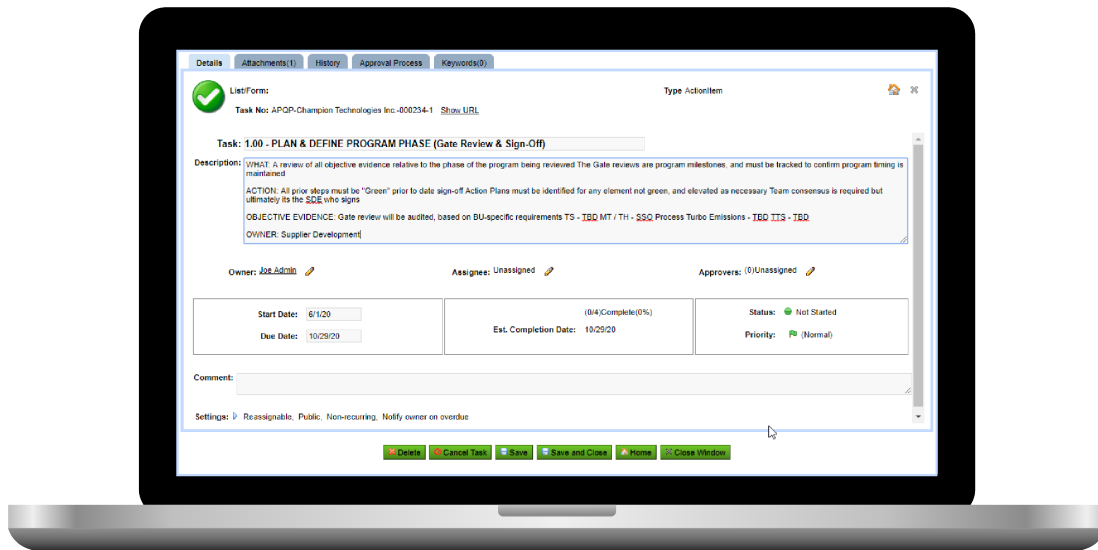 Details Attachments(1) History Approval Process Keywords(0)
List/Form: Type ActionItem
Task No: APQP-Champion Technologies Inc.-000234-1 Show URL
Task: 1.00 - PLAN & DEFINE PROGRAM PHASE (Gate Review & Sign-Off)
Description: WHAT: A review of all objective evidence relative to the phase of the program being reviewed The Gate reviews are program milestones, and must be tracked to confirm program timing is
maintained
ACTION: All prior steps must be "Green" prior to date sign-off Action Plans must be identified for any element not green, and elevated as necessary Team consensus is required but
ultimately its the SDE who signs
OBJECTIVE EVIDENCE: Gate review will be audited, based on BU-specific requirements TS - TBD MT / TH - SSO Process Turbo Emissions - TBD TTS - TBD
OWNER: Supplier Development
Owner: Joe Admin Assignee: Unassigned Approvers: (0)Unassigned
Start Date: 6/1/20 (0/4)Complete(0%) Status: Not Started
Due Date: 10/29/20 Est. Completion Date: 10/29/20 Priority: (Normal)
Comment:
Settings: Reassignable, Public, Non-recurring, Notify owner on overdue
Delete Cancel Task Save Save and Close Home Close Window